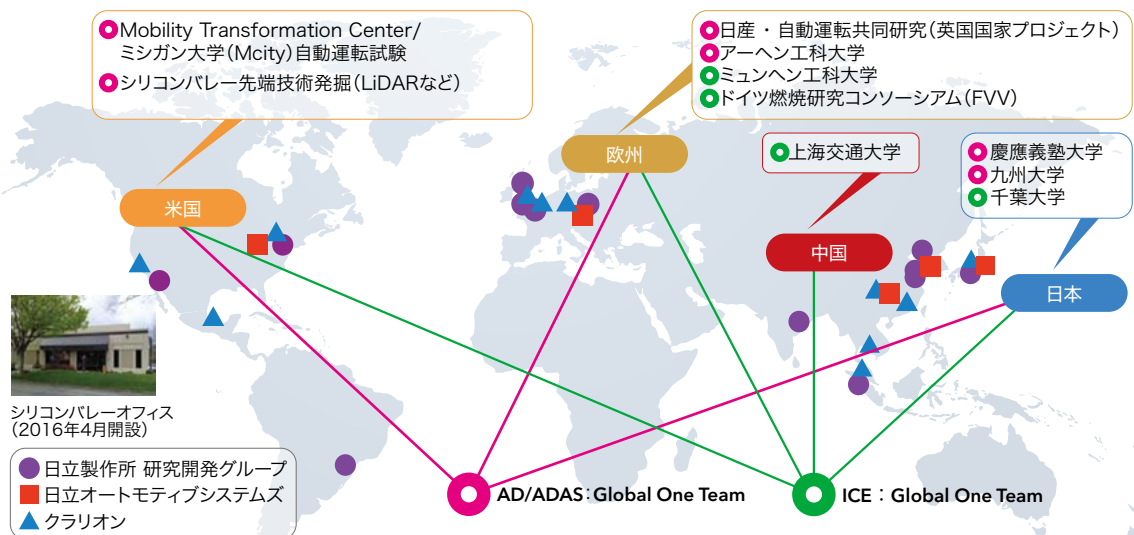 Mobility Transformation Center/
ミシガン大学（Mcity）自動運転試験
シリコンバレー先端技術発掘（LiDARなど）
日産・自動運転共同研究（英国国家プロジェクト）
アーヘン工科大学
ミュンヘン工科大学
ドイツ燃焼研究コンソーシアム（FVV）
上海交通大学
慶應義塾大学
九州大学
千葉大学
欧州
米国
中国
日本
シリコンバレーオフィス
（2016年4月開設）
日立製作所 研究開発グループ
日立オートモティブシステムズ
クラリオン
AD/ADAS：Global One Team
ICE：Global One Team